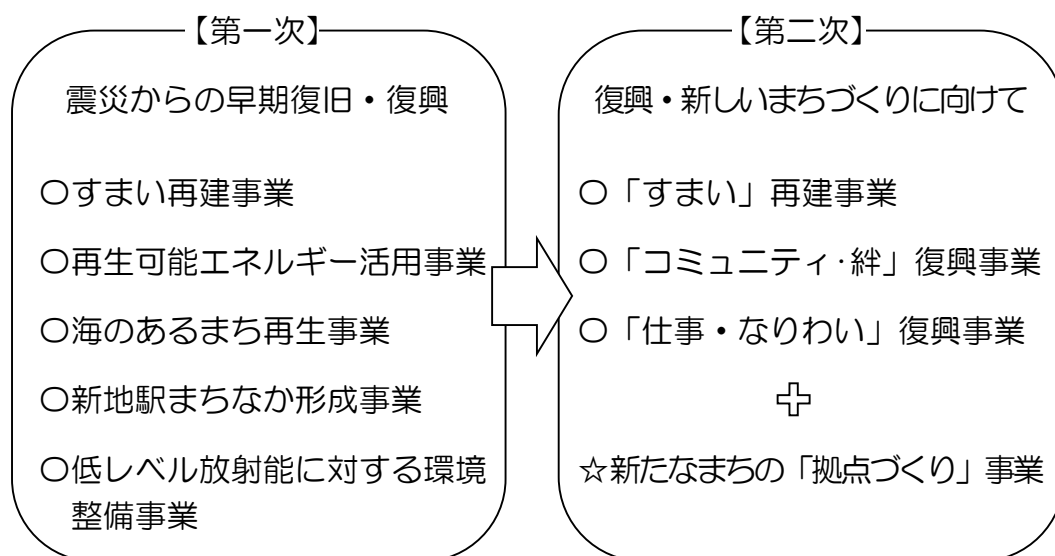 【第一次】
震災からの早期復旧・復興
○すまい再建事業
○再生可能エネルギー活用事業
○海のあるまち再生事業
○新地駅まちなか形成事業
○低レベル放射能に対する環境
整備事業
【第二次】
復興・新しいまちづくりに向けて
○「すまい」再建事業
○「コミュニティ・絆」復興事業
○「仕事・なりわい」復興事業
☆新たなまちの「拠点づくり」事業